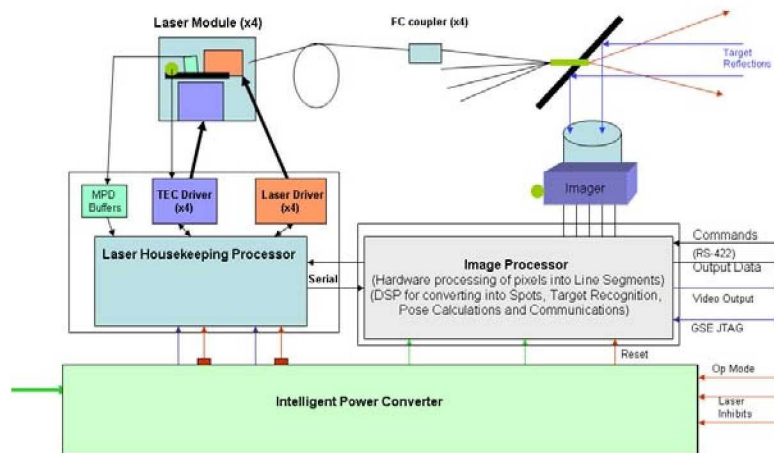 Laser Module (x4)
FC coupler (x4)
Target
Reflections
Imager
MPD
Buffers
TEC Driver
(x4)
Laser Driver
(x4)
Laser Housekeeping Processor
Serial
Image Processor
(Hardware processing of pixels into Line Segments)
(DSP for converting into Spots, Target Recognition,
Pose Calculations and Communications)
Commands
(RS-422)
Output Data
Video Output
GSE JTAG
Reset
Intelligent Power Converter
Op Mode
Laser
Inhibits